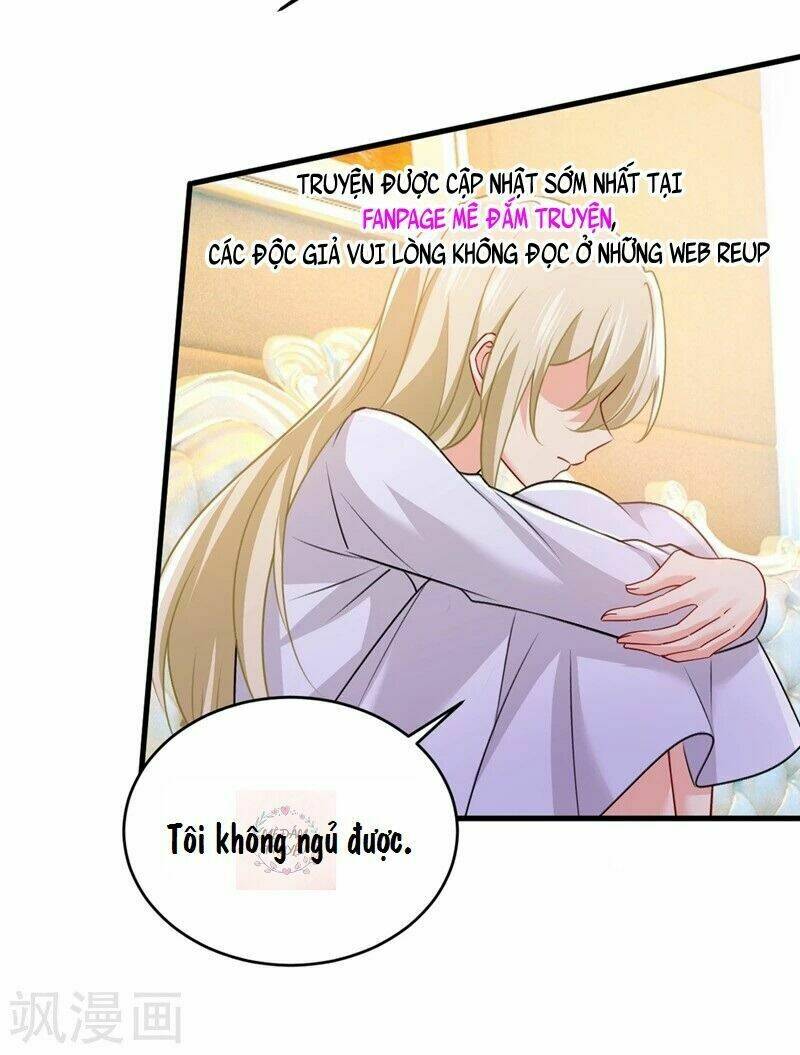 TRUYỆN ĐƯỢC CẬP NHẬT SỚM NHẤT TẠI
FANPAGE MÊ ĐẮM TRUYỆN,
CÁC ĐỘC GIẢ VUI LÒNG KHÔNG ĐỌC Ở NHỮNG WEB REUP
Tôi không ngủ được.
飒漫画